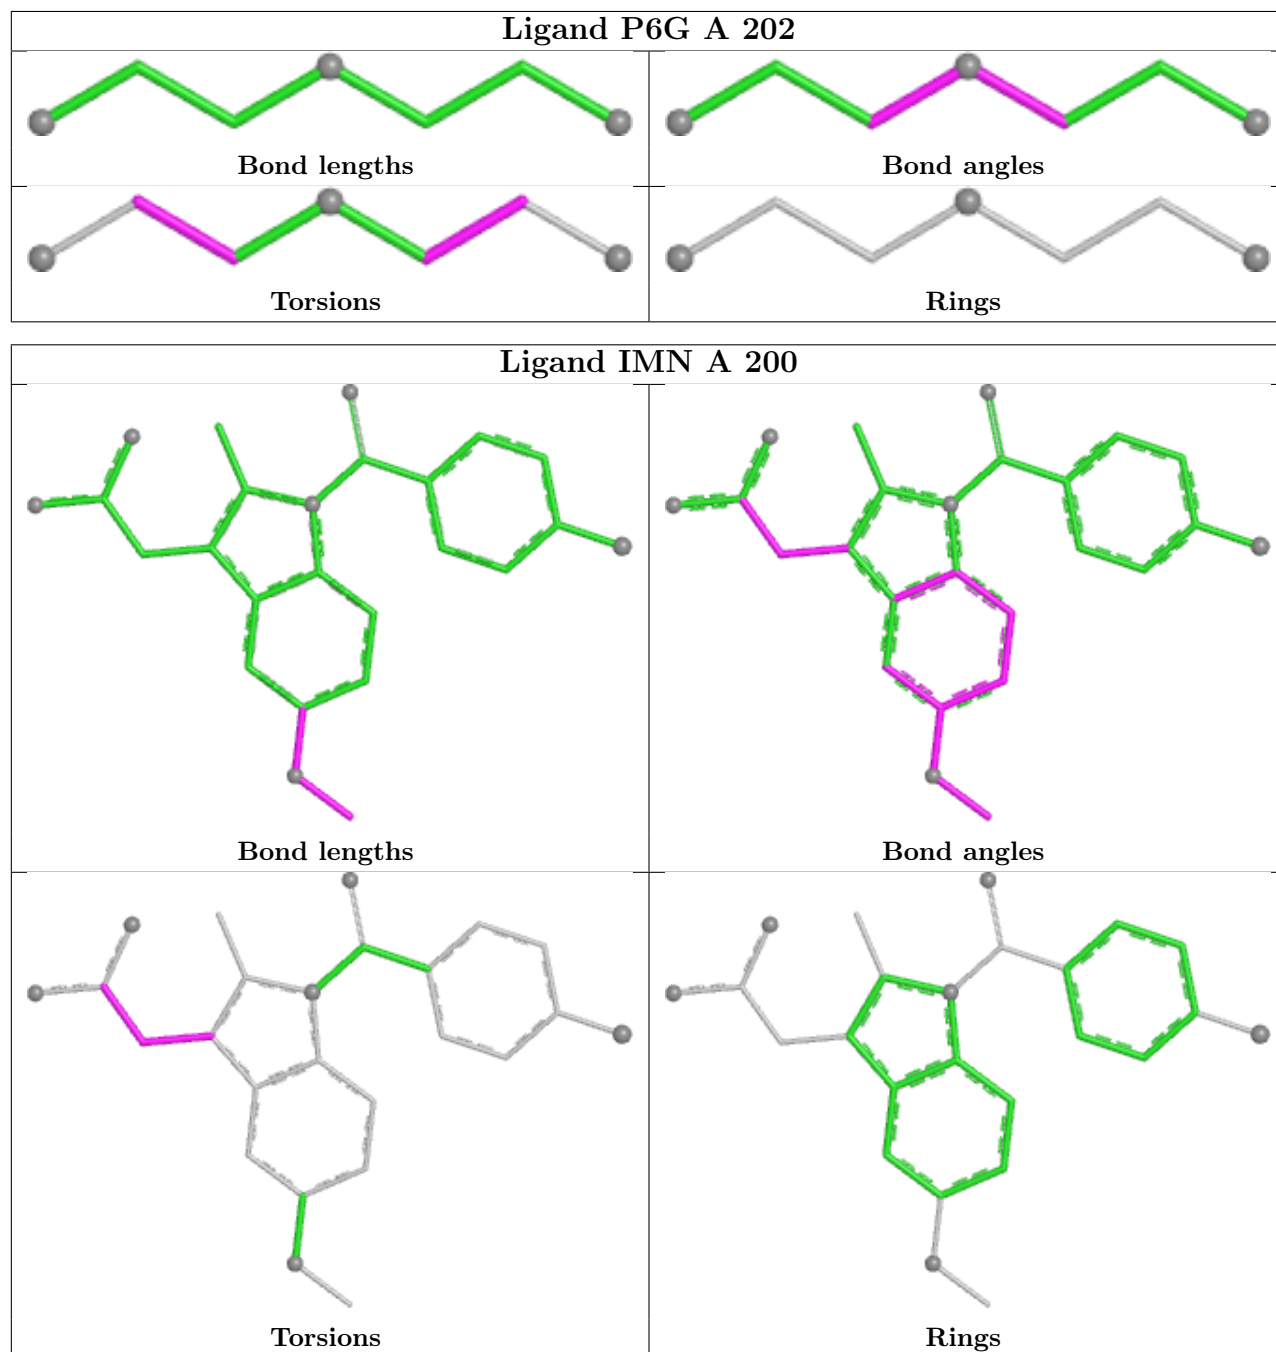 Ligand P6G A 202
Bond lengths
Bond angles
Torsions
Rings
Ligand IMN A 200
Bond lengths
Bond angles
Torsions
Rings